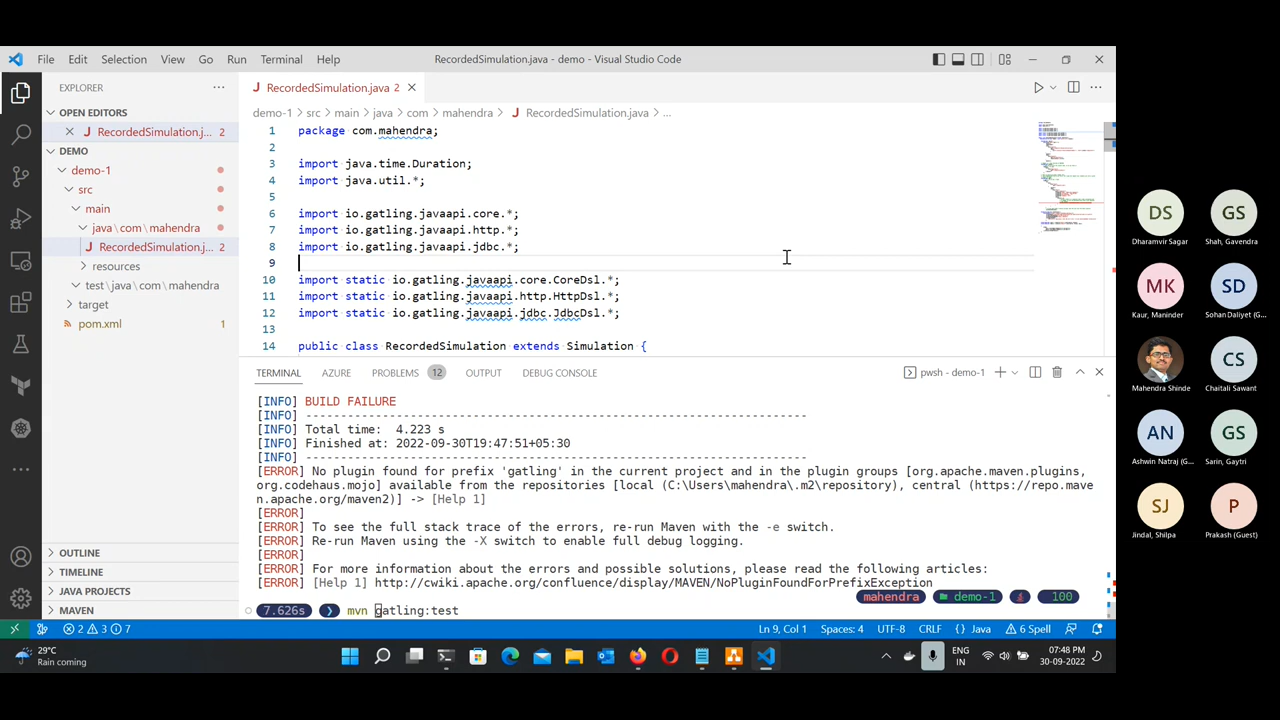 File Edit Selection View Go Run Terminal Help
RecordedSimulation.java - demo - Visual Studio Code
EXPLORER
OPEN EDITORS
RecordedSimulation.j... 2
DEMO
demo-1
src
main
java\com\mahendra
RecordedSimulation.j... 2
resources
test\java\com\mahendra
target
pom.xml 1
OUTLINE
TIMELINE
JAVA PROJECTS
MAVEN
RecordedSimulation.java 2
demo-1 > src > main > java > com > mahendra > RecordedSimulation.java > ...
1 package com.mahendra;
2
3 import java.time.Duration;
4 import java.util.*;
5
6 import io.gatling.javaapi.core.*;
7 import io.gatling.javaapi.http.*;
8 import io.gatling.javaapi.jdbc.*;
9
10 import static io.gatling.javaapi.core.CoreDsl.*;
11 import static io.gatling.javaapi.http.HttpDsl.*;
12 import static io.gatling.javaapi.jdbc.JdbcDsl.*;
13
14 public class RecordedSimulation extends Simulation {
TERMINAL AZURE PROBLEMS 12 OUTPUT DEBUG CONSOLE
pwsh - demo-1
[INFO] BUILD FAILURE
[INFO] ------------------------------------------------------------------------
[INFO] Total time:  4.223 s
[INFO] Finished at: 2022-09-30T19:47:51+05:30
[INFO] ------------------------------------------------------------------------
[ERROR] No plugin found for prefix 'gatling' in the current project and in the plugin groups [org.apache.maven.plugins,
org.codehaus.mojo] available from the repositories [local (C:\Users\mahendra\.m2\repository), central (https://repo.mave
n.apache.org/maven2)] -> [Help 1]
[ERROR]
[ERROR] To see the full stack trace of the errors, re-run Maven with the -e switch.
[ERROR] Re-run Maven using the -X switch to enable full debug logging.
[ERROR]
[ERROR] For more information about the errors and possible solutions, please read the following articles:
[ERROR] [Help 1] http://cwiki.apache.org/confluence/display/MAVEN/NoPluginFoundForPrefixException
mahendra demo-1 100
7.626s mvn gatling:test
2 3 7
Ln 9, Col 1 Spaces: 4 UTF-8 CRLF {} Java 6 Spell
29°C
Rain coming
ENG
IN
07:48 PM
30-09-2022
DS GS
Dharamvir Sagar Shah, Gavendra
MK SD
Kaur, Maninder Sohan Daliyet (G...
CS
Mahendra Shinde Chaitali Sawant
AN GS
Ashwin Natraj (G... Sarin, Gaytri
SJ P
Jindal, Shilpa Prakash (Guest)